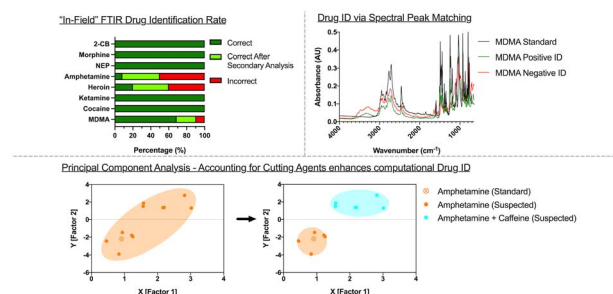 "In-Field" FTIR Drug Identification Rate
2-CB
Morphine
NEP
Amphetamine
Heroin
Ketamine
Cocaine
MDMA
0 20 40 60 80 100
Percentage (%)
Correct
Correct After
Secondary Analysis
Incorrect
Drug ID via Spectral Peak Matching
Absorbance (AU)
0.5
0.4
0.3
0.2
0.1
0.0
4000 3000 2000 1000
Wavenumber (cm⁻¹)
MDMA Standard
MDMA Positive ID
MDMA Negative ID
Principal Component Analysis - Accounting for Cutting Agents enhances computational Drug ID
Y [Factor 2]
4
2
0
-2
-4
-6
0 1 2 3 4
X [Factor 1]
Y [Factor 2]
4
2
0
-2
-4
-6
0 1 2 3 4
X [Factor 1]
Amphetamine (Standard)
Amphetamine (Suspected)
Amphetamine + Caffeine (Suspected)